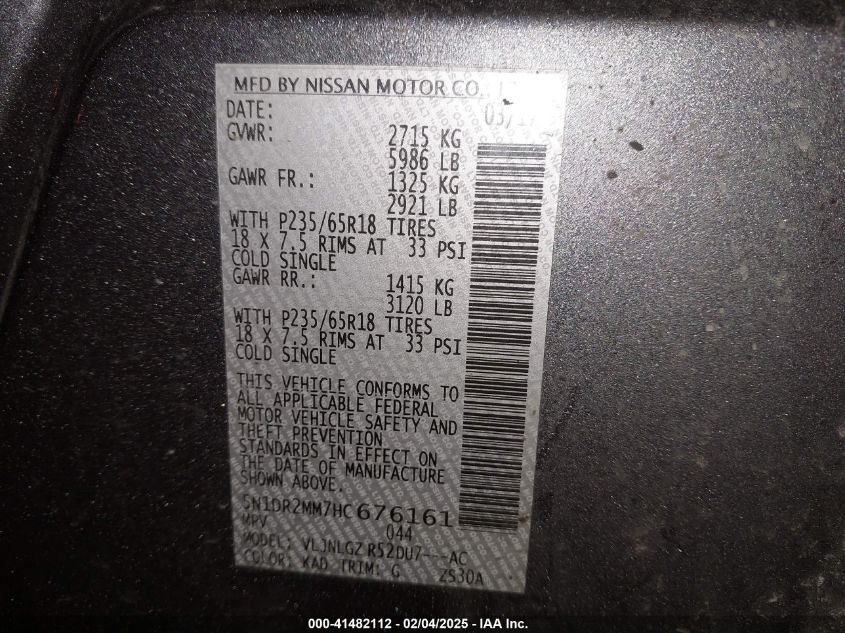 MFD BY NISSAN MOTOR CO.,
DATE: 03/17
GVWR: 2715 KG
5986 LB
GAWR FR.: 1325 KG
2921 LB
WITH P235/65R18 TIRES
18 X 7.5 RIMS AT 33 PSI
COLD SINGLE
GAWR RR.: 1415 KG
3120 LB
WITH P235/65R18 TIRES
18 X 7.5 RIMS AT 33 PSI
COLD SINGLE
THIS VEHICLE CONFORMS TO
ALL APPLICABLE FEDERAL
MOTOR VEHICLE SAFETY AND
THEFT PREVENTION
STANDARDS IN EFFECT ON
THE DATE OF MANUFACTURE
SHOWN ABOVE.
5N1DR2MM7HC676161
MPV 044
MODEL: VLJNLGZ R52DU7---AC
COLOR: KAD TRIM: G ZS30A
000-41482112 - 02/04/2025 - IAA Inc.